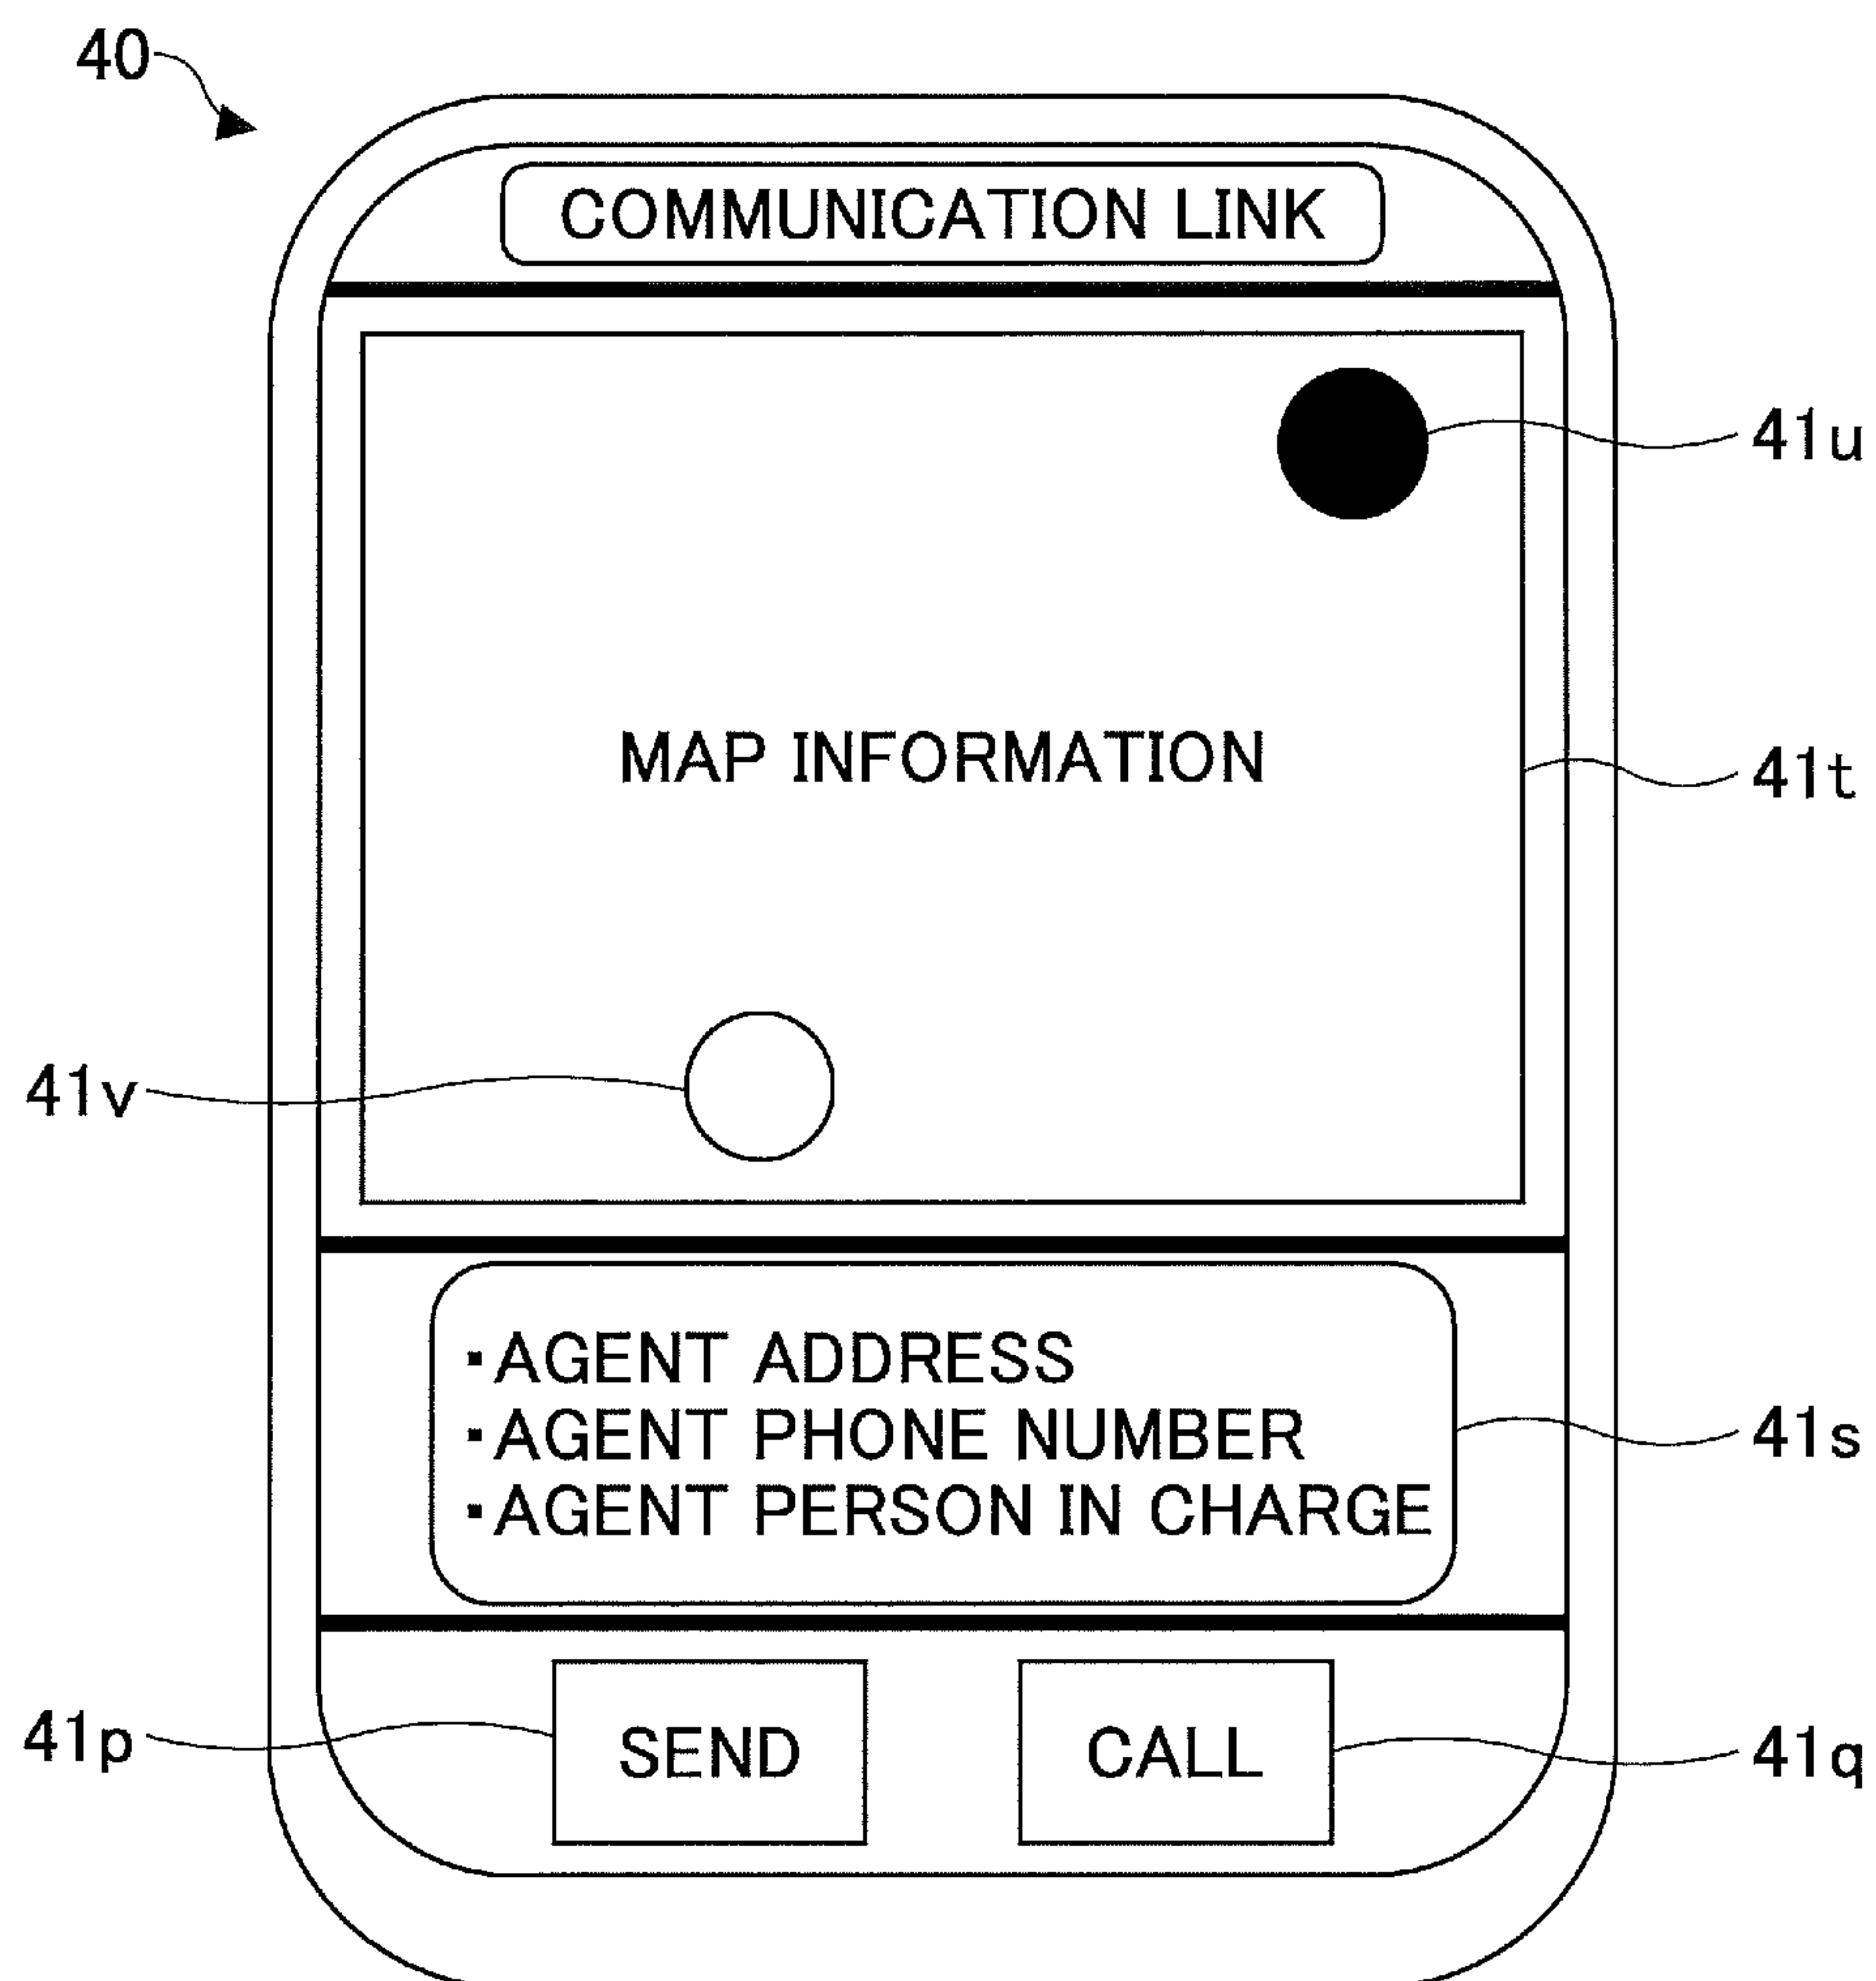 40
COMMUNICATION LINK
41u
MAP INFORMATION
41t
41v
▪AGENT ADDRESS
▪AGENT PHONE NUMBER
▪AGENT PERSON IN CHARGE
41s
41p
SEND
CALL
41q